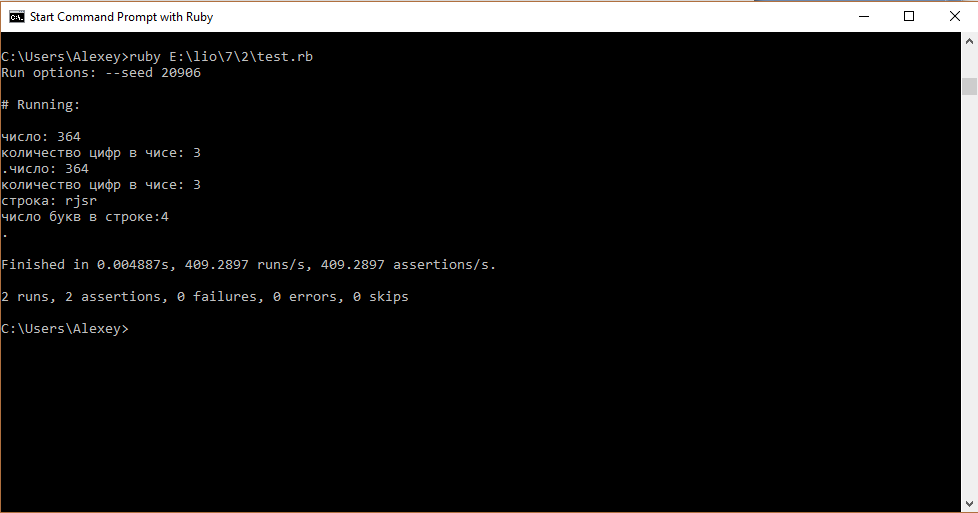 Start Command Prompt with Ruby
C:\Users\Alexey>ruby E:\lio\7\2\test.rb
Run options: --seed 20906
# Running:
число: 364
количество цифр в чисе: 3
.число: 364
количество цифр в чисе: 3
строка: rjsr
число букв в строке:4
.
Finished in 0.004887s, 409.2897 runs/s, 409.2897 assertions/s.
2 runs, 2 assertions, 0 failures, 0 errors, 0 skips
C:\Users\Alexey>